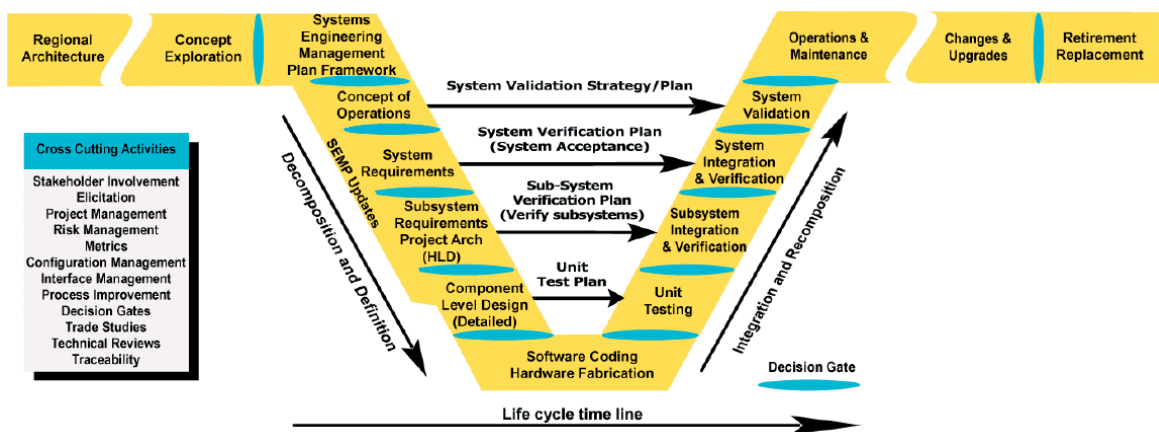 Regional
Architecture
Concept
Exploration
Systems
Engineering
Management
Plan Framework
Operations &
Maintenance
Changes &
Upgrades
Retirement
Replacement
Concept of
Operations
System Validation Strategy/Plan
System
Validation
System
Requirements
System Verification Plan
(System Acceptance)
System
Integration
& Verification
Subsystem
Requirements
Project Arch
(HLD)
Sub-System
Verification Plan
(Verify subsystems)
Subsystem
Integration
& Verification
Component
Level Design
(Detailed)
Unit
Test Plan
Unit
Testing
Software Coding
Hardware Fabrication
SEMP Updates
Decomposition and Definition
Integration and Recomposition
Cross Cutting Activities
Stakeholder Involvement
Elicitation
Project Management
Risk Management
Metrics
Configuration Management
Interface Management
Process Improvement
Decision Gates
Trade Studies
Technical Reviews
Traceability
Decision Gate
Life cycle time line